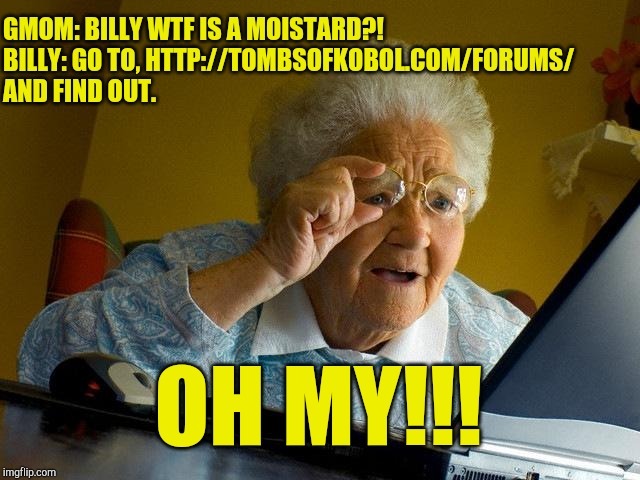 GMOM: BILLY WTF IS A MOISTARD?!
BILLY: GO TO, HTTP://TOMBSOFKOBOL.COM/FORUMS/
AND FIND OUT.
OH MY!!!
imgflip.com